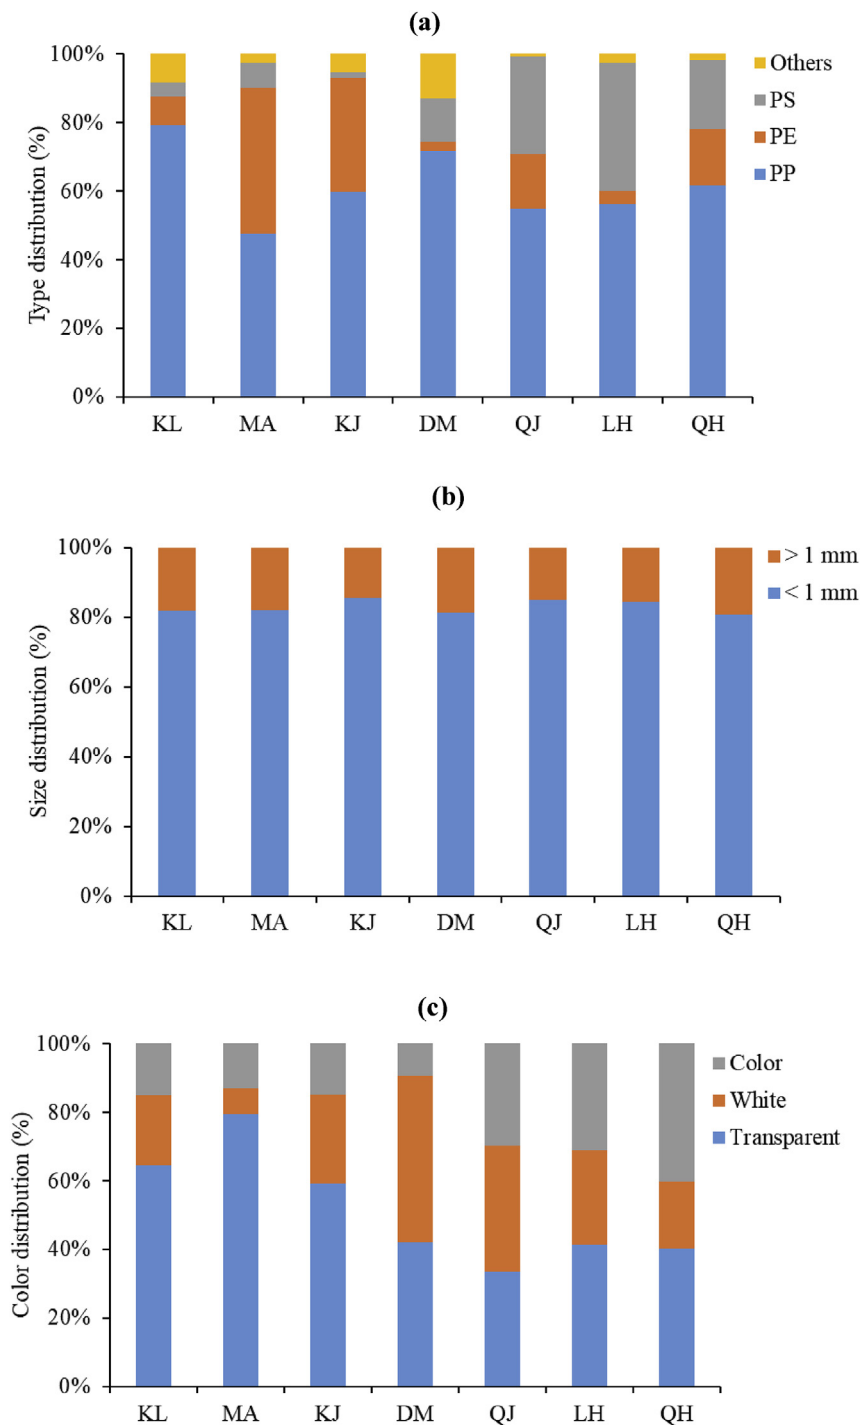 (a)
Type distribution (%)
100%
80%
60%
40%
20%
0%
KL MA KJ DM QJ LH QH
Others
PS
PE
PP
(b)
Size distribution (%)
100%
80%
60%
40%
20%
0%
KL MA KJ DM QJ LH QH
> 1 mm
< 1 mm
(c)
Color distribution (%)
100%
80%
60%
40%
20%
0%
KL MA KJ DM QJ LH QH
Color
White
Transparent